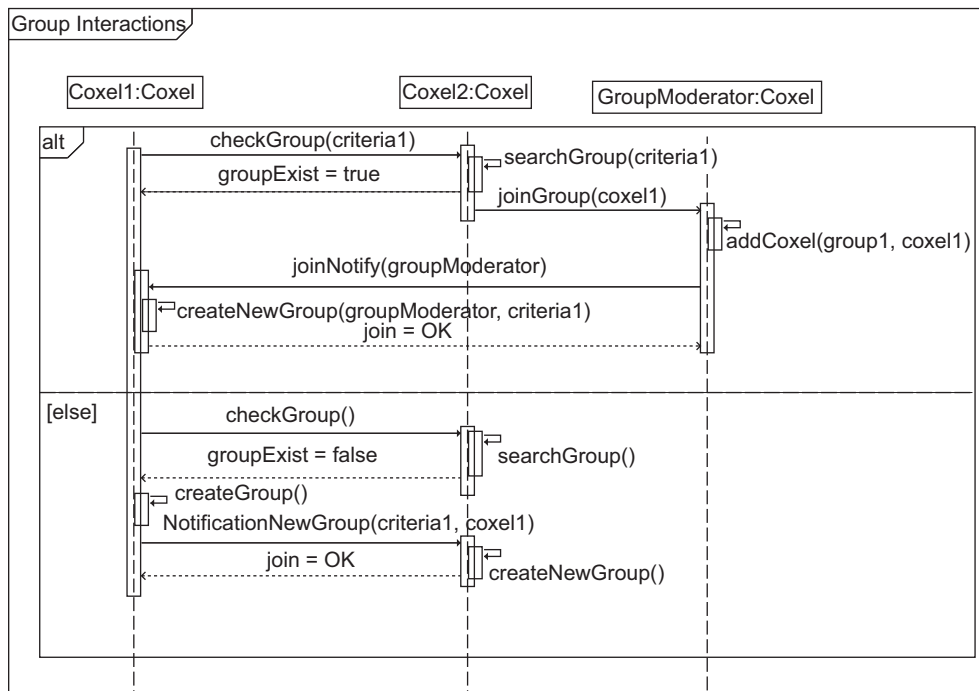 Group Interactions
Coxel1:Coxel
Coxel2:Coxel
GroupModerator:Coxel
alt
checkGroup(criteria1)
searchGroup(criteria1)
groupExist = true
joinGroup(coxel1)
addCoxel(group1, coxel1)
joinNotify(groupModerator)
createNewGroup(groupModerator, criteria1)
join = OK
[else]
checkGroup()
groupExist = false
searchGroup()
createGroup()
NotificationNewGroup(criteria1, coxel1)
join = OK
createNewGroup()